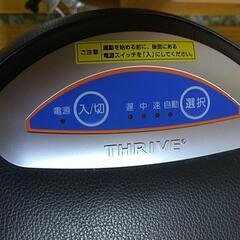 ご注意 運動を始める前に、後面にある
電源スイッチを「入」にしてください。
電源 入/切 遅 中 速 自動 選択
THRIVE